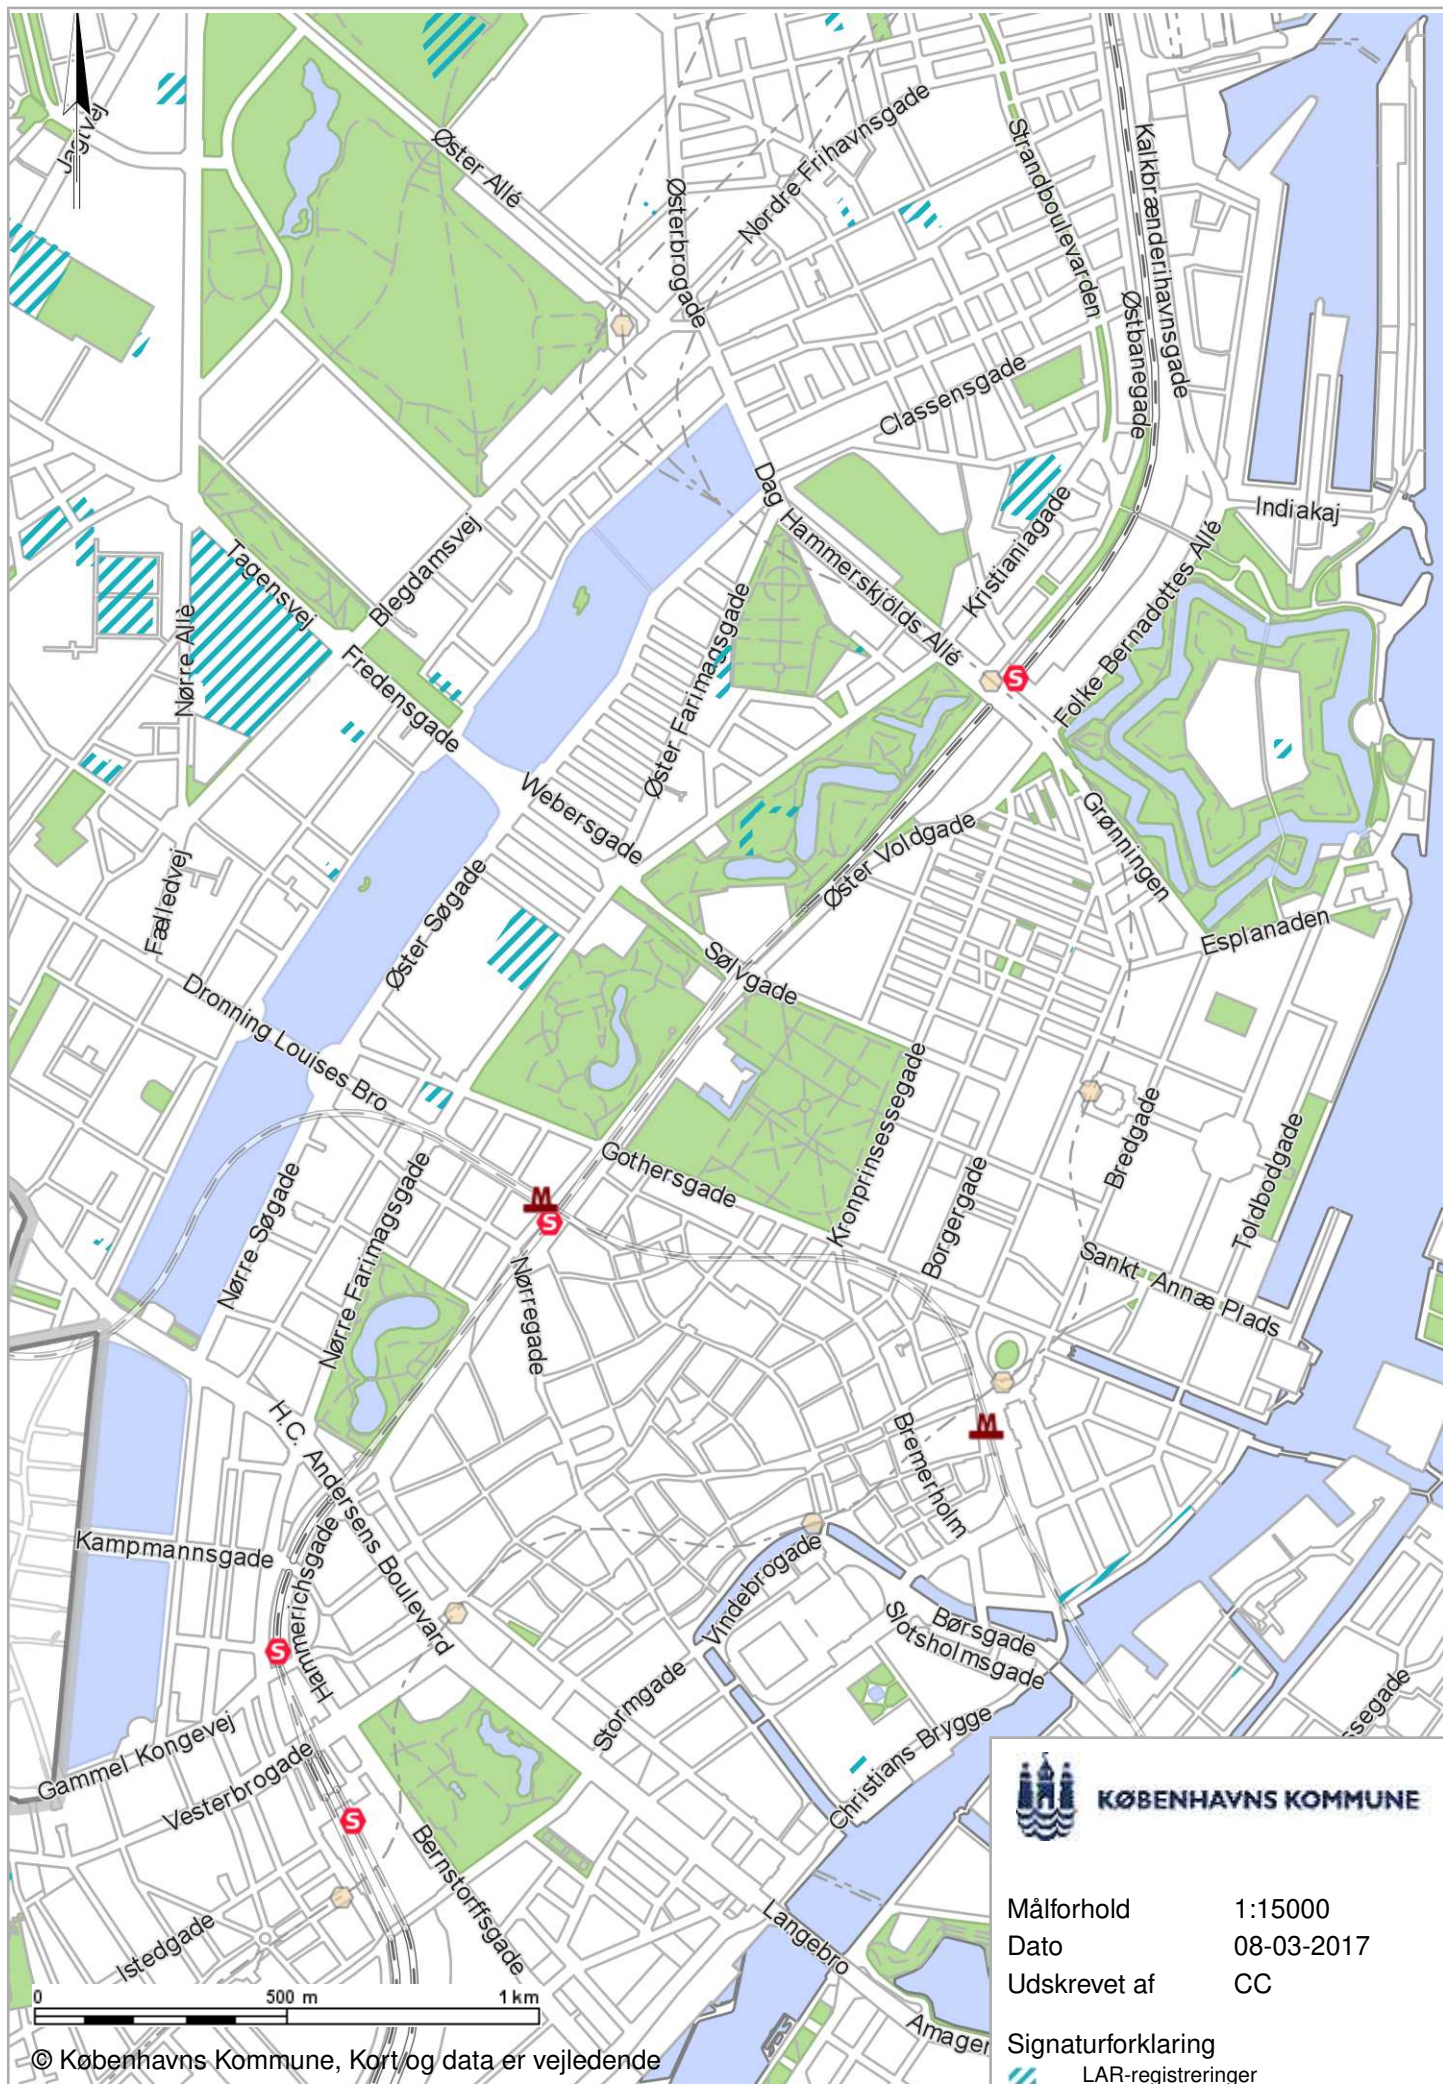 Jagtvej
Øster Allé
Østerbrogade
Nordre Frihavnsgade
Strandboulevarden
Kalkbrænderihavnsgade
Østbanegade
Classensgade
Dag Hammerskjölds Allé
Kristianiagade
Indiakaj
Folke Bernadottes Allé
Tagensvej
Blegdamsvej
Nørre Allè
Fredensgade
Øster Farimagsgade
S
Webersgade
Øster Voldgade
Grønningen
Fælledvej
Øster Søgade
Esplanaden
Dronning Louises Bro
Sølvgade
Kronprinsessegade
Bredgade
Toldbodgade
Gothersgade
Borgergade
Nørre Søgade
Nørre Farimagsgade
M
S
Nørregade
Sankt Annæ Plads
H.C. Andersens Boulevard
Bremerholm
M
Kampmannsgade
Hammerichsgade
Vindebrogade
Børsgade
Slotsholmsgade
S
Stormgade
Christians Brygge
ssegade
Gammel Kongevej
Vesterbrogade
S
Bernstorffsgade
Istedgade
Langebro
Amager
KØBENHAVNS KOMMUNE
Målforhold 1:15000
Dato 08-03-2017
Udskrevet af CC
Signaturforklaring
LAR-registreringer
0 500 m 1 km
© Københavns Kommune, Kort og data er vejledende